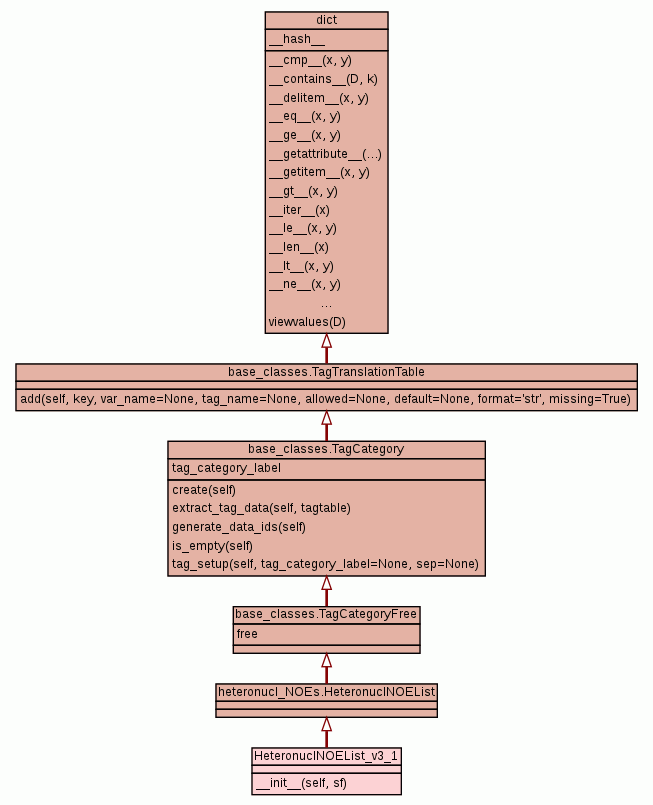 dict
__hash__
__cmp__(x, y)
__contains__(D, k)
__delitem__(x, y)
__eq__(x, y)
__ge__(x, y)
__getattribute__(...)
__getitem__(x, y)
__gt__(x, y)
__iter__(x)
__le__(x, y)
__len__(x)
__lt__(x, y)
__ne__(x, y)
...
viewvalues(D)
base_classes.TagTranslationTable
add(self, key, var_name=None, tag_name=None, allowed=None, default=None, format='str', missing=True)
base_classes.TagCategory
tag_category_label
create(self)
extract_tag_data(self, tagtable)
generate_data_ids(self)
is_empty(self)
tag_setup(self, tag_category_label=None, sep=None)
base_classes.TagCategoryFree
free
heteronucl_NOEs.HeteronuclNOEList
HeteronuclNOEList_v3_1
__init__(self, sf)